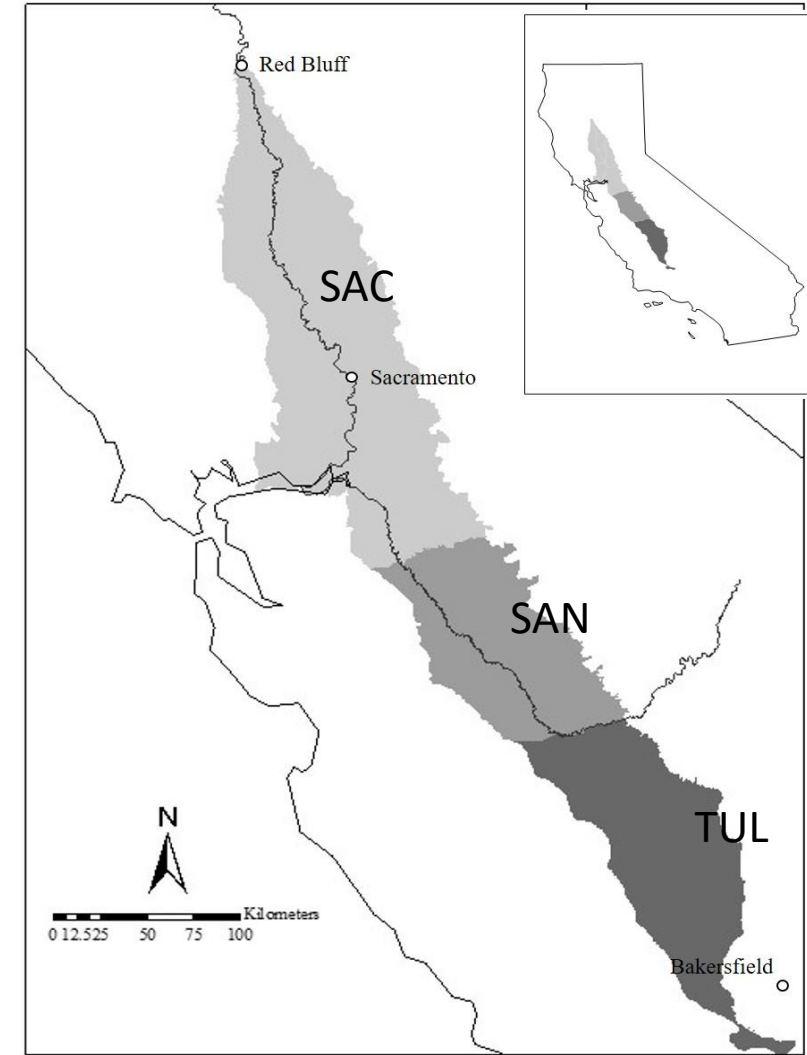 Red Bluff
SAC
Sacramento
SAN
TUL
N
Kilometers
0 12.525 50 75 100
Bakersfield